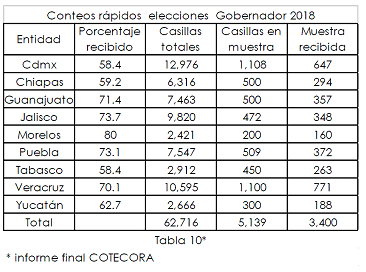 Conteos rápidos elecciones Gobernador 2018
Entidad Porcentaje recibido Casillas totales Casillas en muestra Muestra recibida
Cdmx 58.4 12,976 1,108 647
Chiapas 59.2 6,316 500 294
Guanajuato 71.4 7,463 500 357
Jalisco 73.7 9,820 472 348
Morelos 80 2,421 200 160
Puebla 73.1 7,547 509 372
Tabasco 58.4 2,912 450 263
Veracruz 70.1 10,595 1,100 771
Yucatán 62.7 2,666 300 188
Total 62.716 5,139 3,400
Tabla 10*
* informe final COTECORA